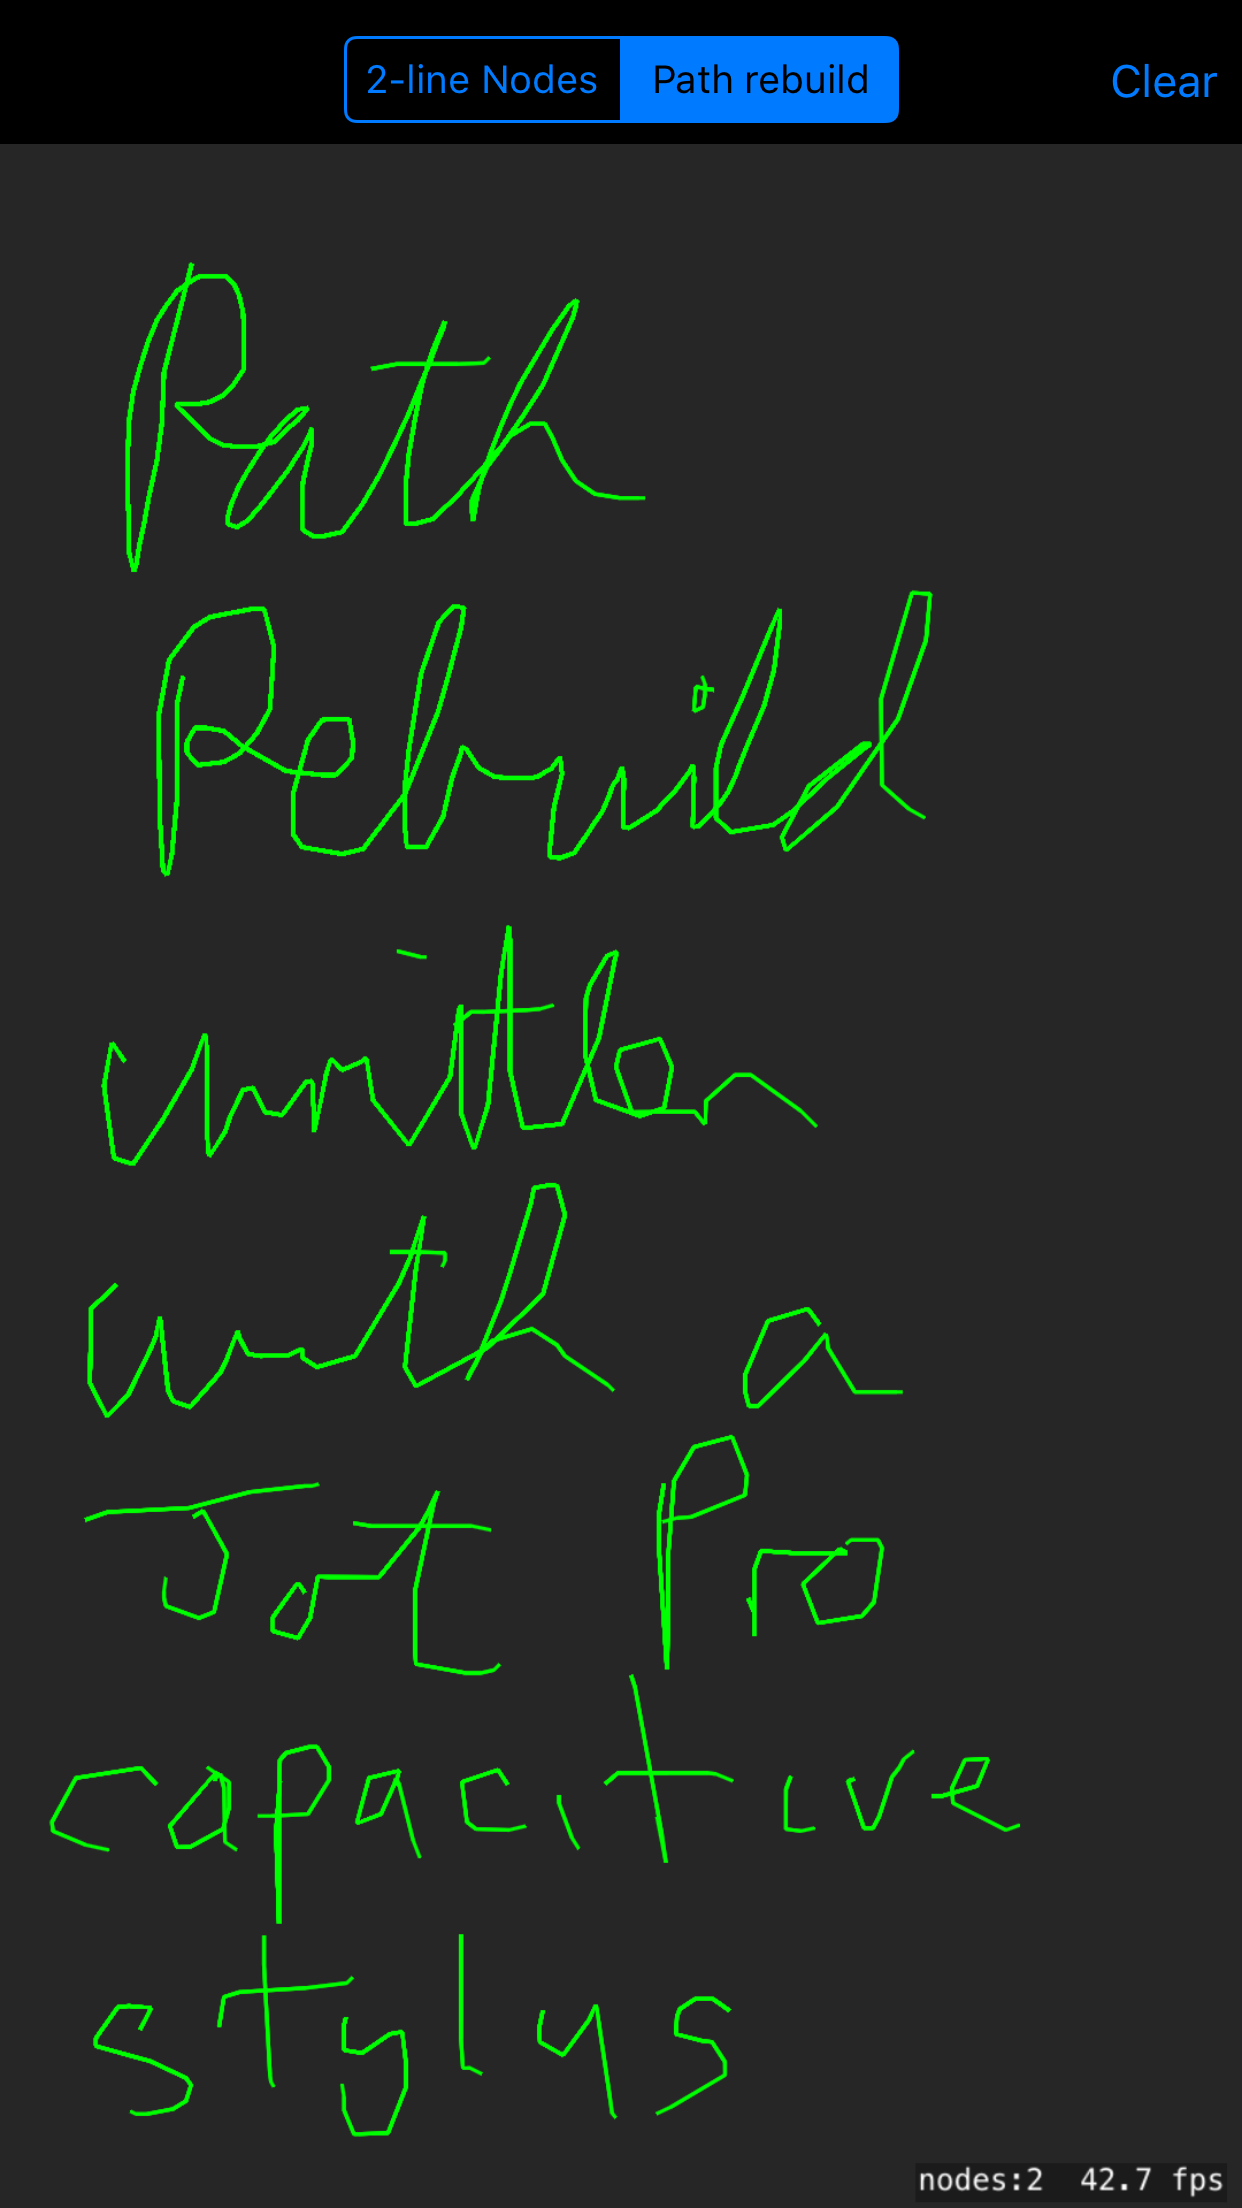 2-line Nodes Path rebuild Clear
Path
Rebuild
written
with a
Jot Pro
capacitive
stylus
nodes:2 42.7 fps